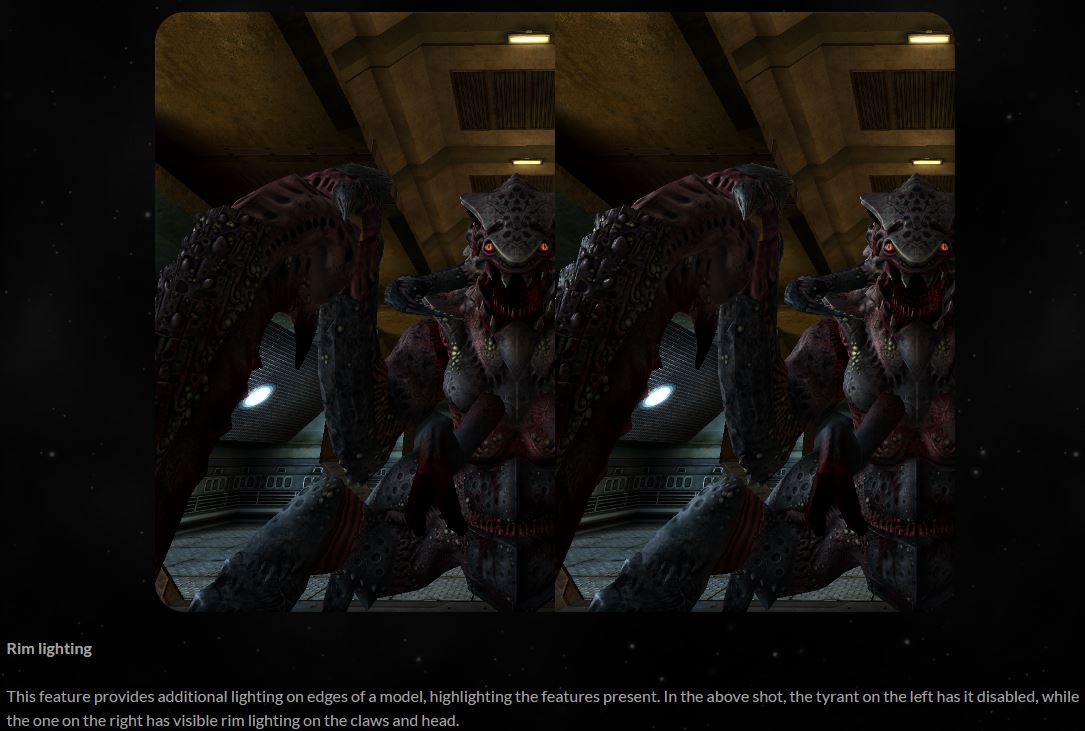 Rim lighting
This feature provides additional lighting on edges of a model, highlighting the features present. In the above shot, the tyrant on the left has it disabled, while
the one on the right has visible rim lighting on the claws and head.